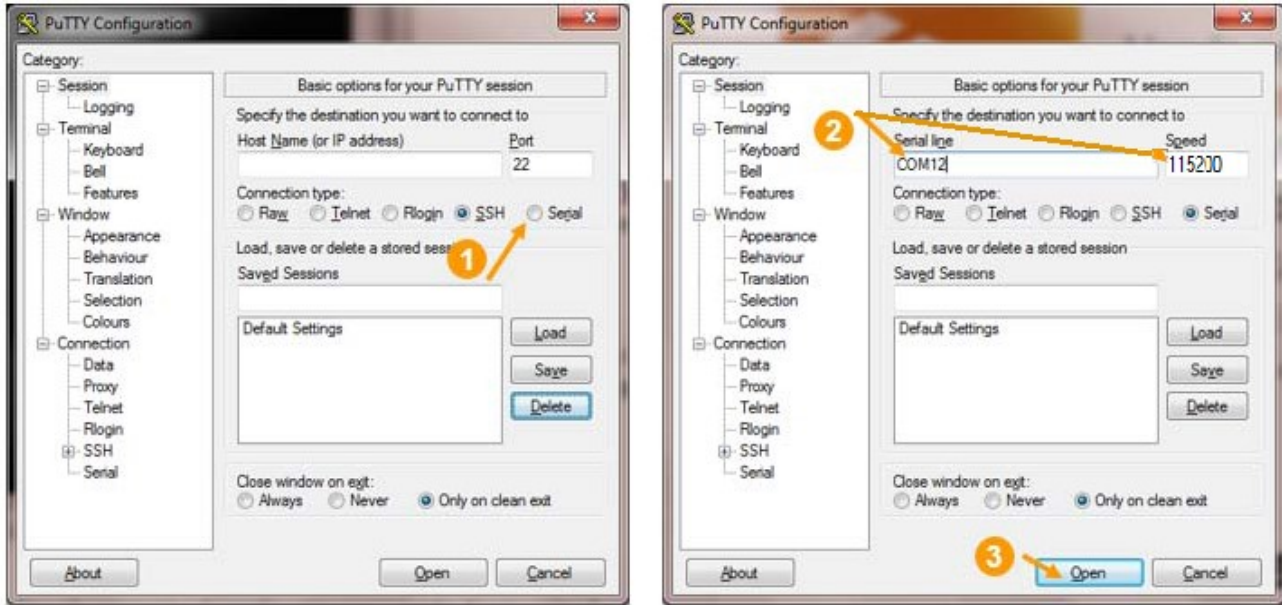 PuTTY Configuration
Category:
Session
Logging
Terminal
Keyboard
Bell
Features
Window
Appearance
Behaviour
Translation
Selection
Colours
Connection
Data
Proxy
Telnet
Rlogin
SSH
Serial
Basic options for your PuTTY session
Specify the destination you want to connect to
Host Name (or IP address) Port
22
Connection type:
Raw Telnet Rlogin SSH Serial
1
Load, save or delete a stored
Saved Sessions
Default Settings
Load
Save
Delete
Close window on exit:
Always Never Only on clean exit
About Open Cancel
PuTTY Configuration
Category:
Session
Logging
Terminal
Keyboard
Bell
Features
Window
Appearance
Behaviour
Translation
Selection
Colours
Connection
Data
Proxy
Telnet
Rlogin
SSH
Serial
Basic options for your PuTTY session
Specify the destination you want to connect to
2
Serial line Speed
COM12 115200
Connection type:
Raw Telnet Rlogin SSH Serial
Load, save or delete a stored session
Saved Sessions
Default Settings
Load
Save
Delete
Close window on exit:
Always Never Only on clean exit
3
About Open Cancel